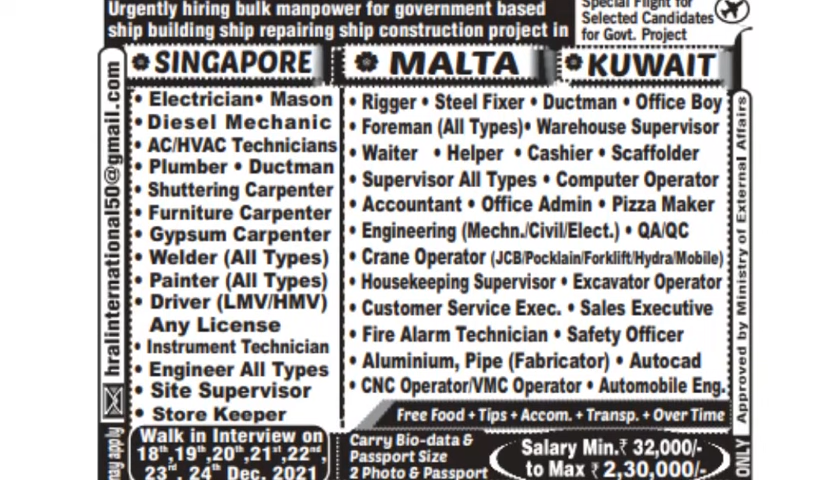 Urgently hiring bulk manpower for government based
ship building ship repairing ship construction project in
Special Flight for
Selected Candidates
for Govt. Project
SINGAPORE
MALTA
KUWAIT
• Electrician• Mason
• Diesel Mechanic
• AC/HVAC Technicians
• Plumber • Ductman
• Shuttering Carpenter
• Furniture Carpenter
• Gypsum Carpenter
• Welder (All Types)
• Painter (All Types)
• Driver (LMV/HMV)
Any License
• Instrument Technician
• Engineer All Types
• Site Supervisor
• Store Keeper
• Rigger • Steel Fixer • Ductman • Office Boy
• Foreman (All Types)• Warehouse Supervisor
• Waiter • Helper • Cashier • Scaffolder
• Supervisor All Types • Computer Operator
• Accountant • Office Admin • Pizza Maker
• Engineering (Mechn./Civil/Elect.) • QA/QC
• Crane Operator (JCB/Pocklain/Forklift/Hydra/Mobile)
• Housekeeping Supervisor • Excavator Operator
• Customer Service Exec. • Sales Executive
• Fire Alarm Technician • Safety Officer
• Aluminium, Pipe (Fabricator) • Autocad
• CNC Operator/VMC Operator • Automobile Eng.
Free Food + Tips + Accom. + Transp. + Over Time
Walk in Interview on
18th,19th,20th,21st,22nd,
23rd, 24th Dec. 2021
Carry Bio-data &
Passport Size
2 Photo & Passport
Salary Min.₹ 32,000/-
to Max ₹ 2,30,000/-
may apply
hralinternational50@gmail.com
Approved by Ministry of External Affairs
ONLY